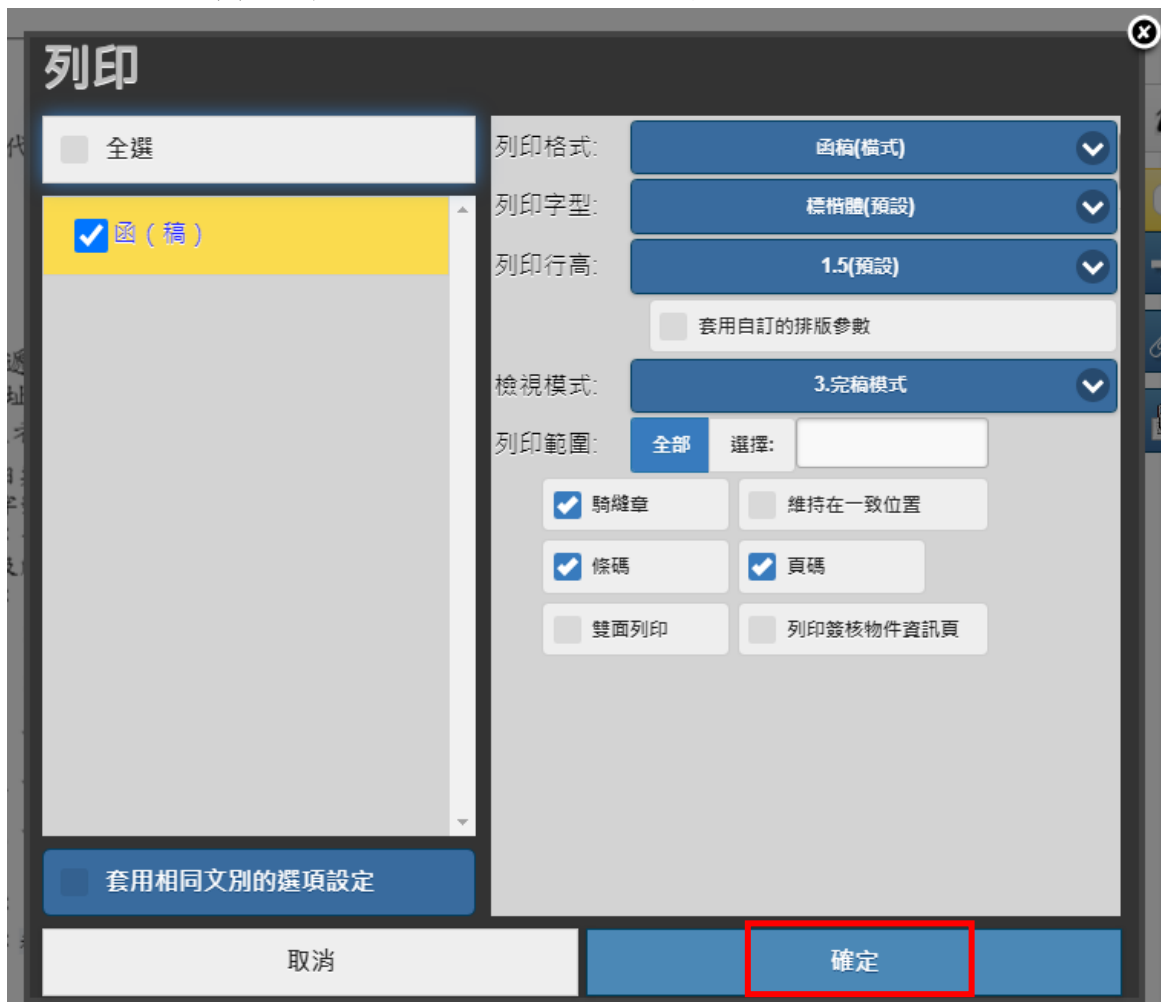 列印
全選
函（稿）
套用相同文別的選項設定
列印格式:
函稿(橫式)
列印字型:
標楷體(預設)
列印行高:
1.5(預設)
套用自訂的排版參數
檢視模式:
3.完稿模式
列印範圍:
全部
選擇:
騎縫章
維持在一致位置
條碼
頁碼
雙面列印
列印簽核物件資訊頁
取消
確定